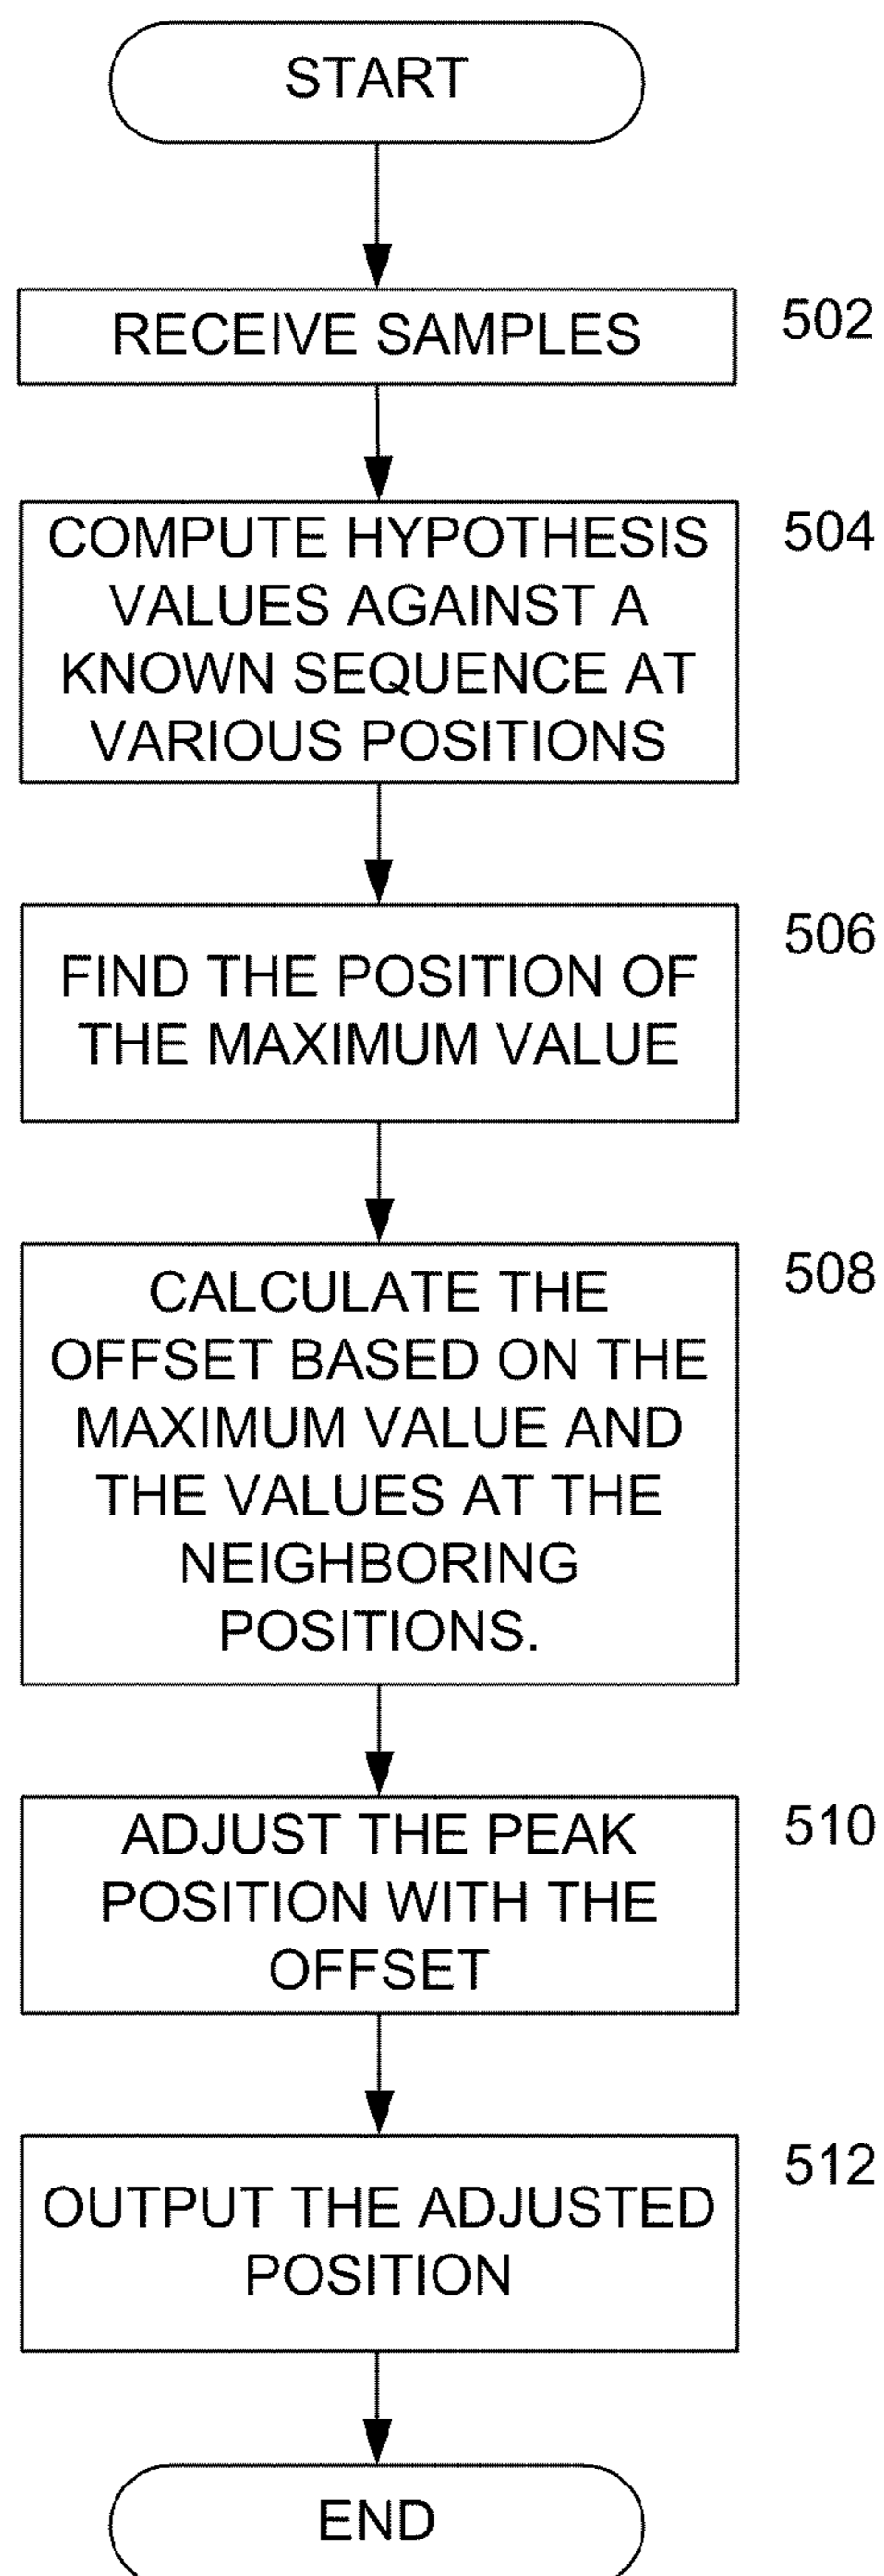 START
RECEIVE SAMPLES
502
COMPUTE HYPOTHESIS
VALUES AGAINST A
KNOWN SEQUENCE AT
VARIOUS POSITIONS
504
FIND THE POSITION OF
THE MAXIMUM VALUE
506
CALCULATE THE
OFFSET BASED ON THE
MAXIMUM VALUE AND
THE VALUES AT THE
NEIGHBORING
POSITIONS.
508
ADJUST THE PEAK
POSITION WITH THE
OFFSET
510
OUTPUT THE ADJUSTED
POSITION
512
END